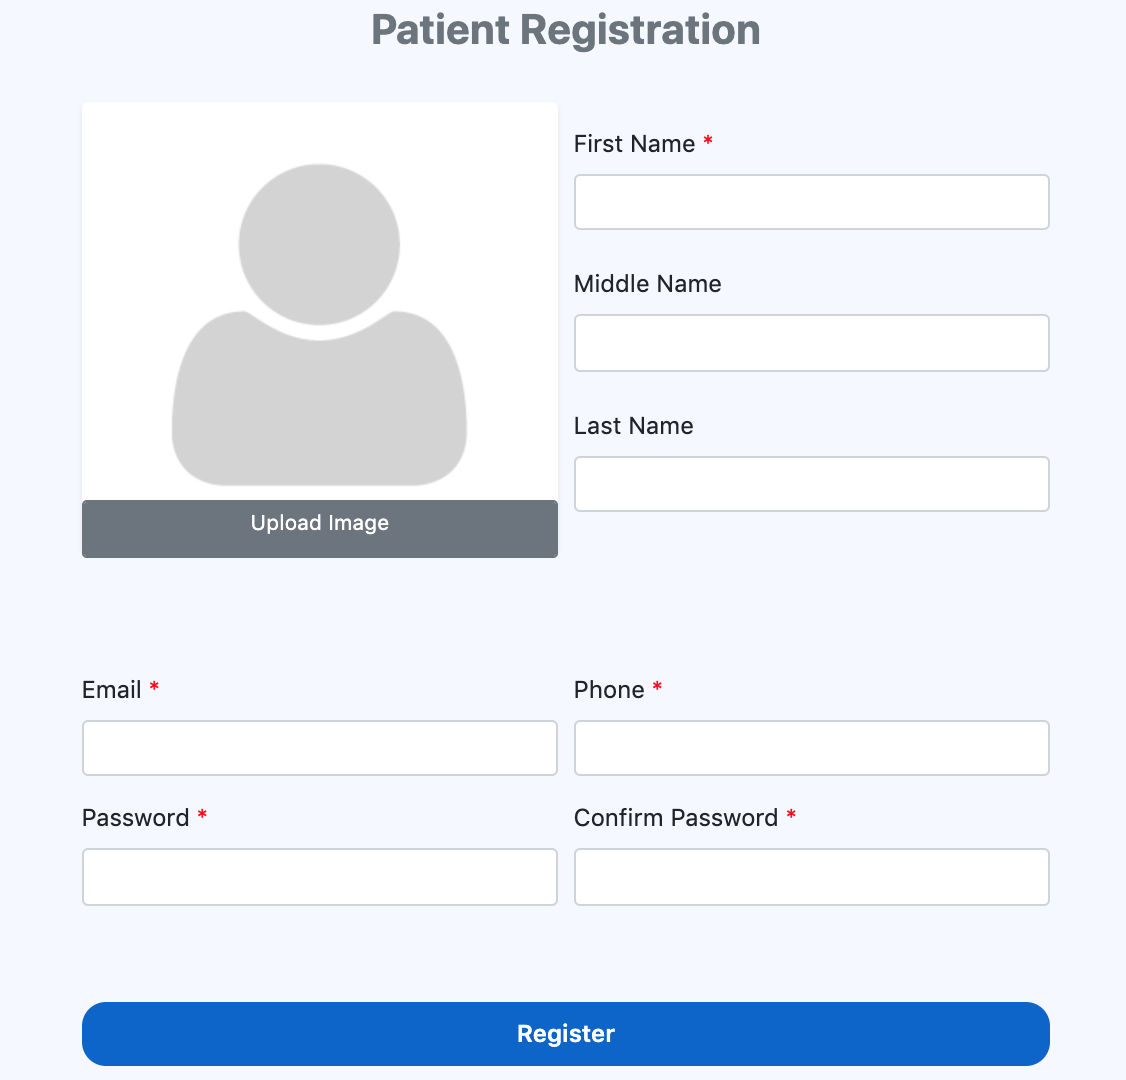 Patient Registration
First Name *
Middle Name
Last Name
Upload Image
Email *
Phone *
Password *
Confirm Password *
Register